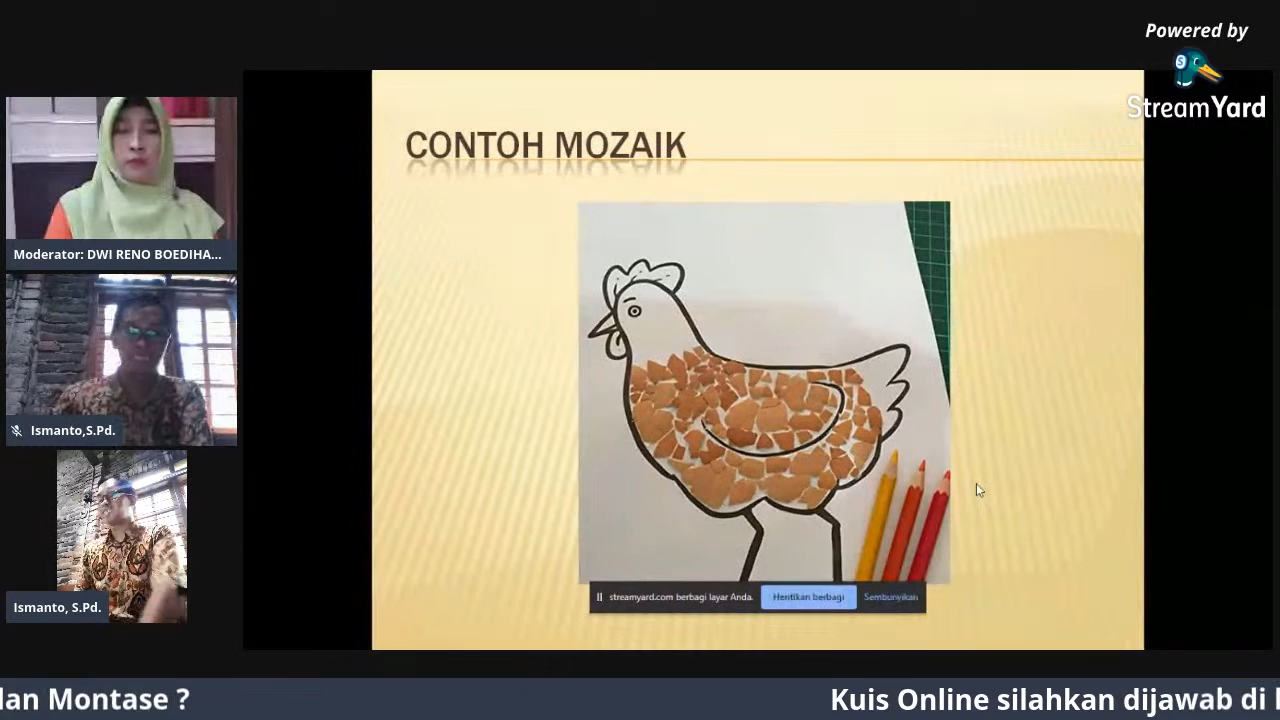 Powered by
StreamYard
CONTOH MOZAIK
Moderator: DWI RENO BOEDIHA...
Ismanto,S.Pd.
Ismanto, S.Pd.
streamyard.com berbagi layar Anda. Hentikan berbagi Sembunyikan
dan Montase ? Kuis Online silahkan dijawab di